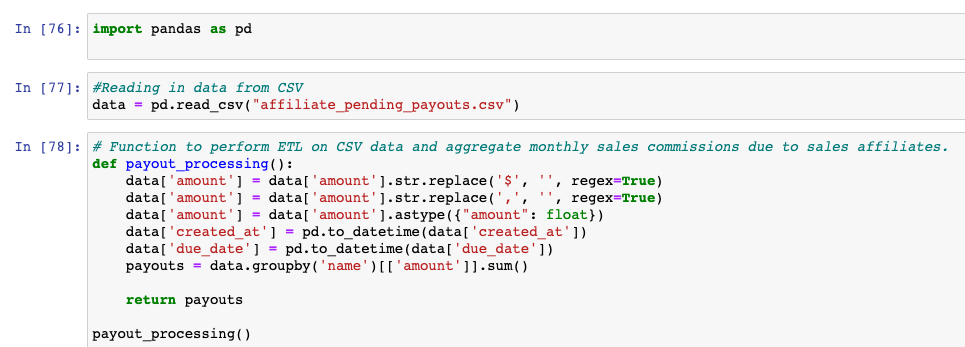 In [76]: import pandas as pd
In [77]: #Reading in data from CSV
data = pd.read_csv("affiliate_pending_payouts.csv")
In [78]: # Function to perform ETL on CSV data and aggregate monthly sales commissions due to sales affiliates.
def payout_processing():
    data['amount'] = data['amount'].str.replace('$', '', regex=True)
    data['amount'] = data['amount'].str.replace(',', '', regex=True)
    data['amount'] = data['amount'].astype({"amount": float})
    data['created_at'] = pd.to_datetime(data['created_at'])
    data['due_date'] = pd.to_datetime(data['due_date'])
    payouts = data.groupby('name')[['amount']].sum()
    return payouts
payout_processing()